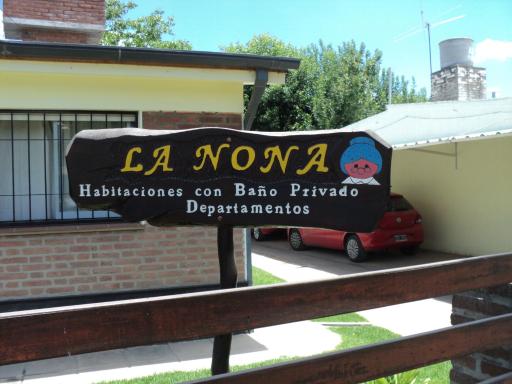 LA NONA
Habitaciones con Baño Privado
Departamentos